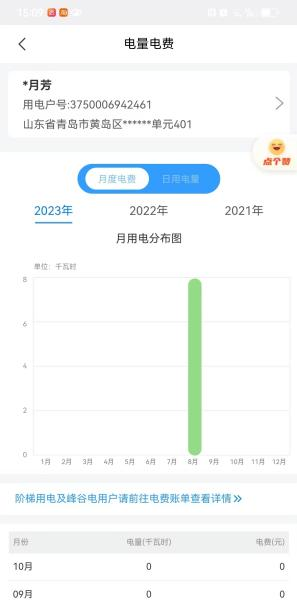 15:09
电量电费
*月芳
用电户号:3750006942461
山东省青岛市黄岛区******单元401
点个赞
月度电费
日用电量
2023年 2022年 2021年
月用电分布图
单位：千瓦时
8
6
4
2
0
1月 2月 3月 4月 5月 6月 7月 8月 9月 10月 11月 12月
阶梯用电及峰谷电用户请前往电费账单查看详情
月份 电量(千瓦时) 电费(元)
10月 0 0
09月 0 0